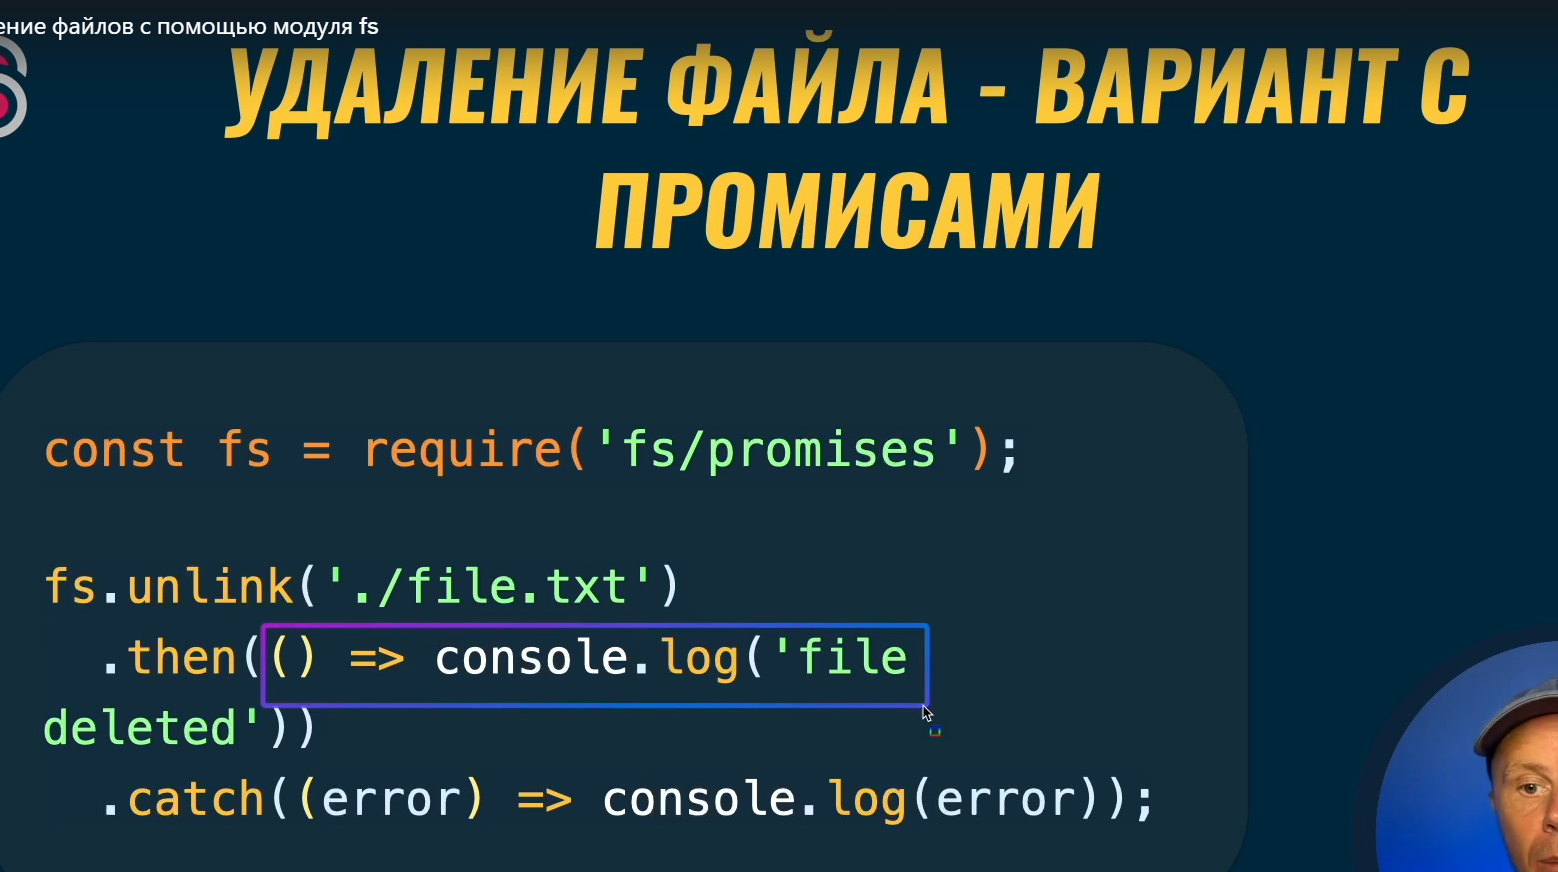 ение файлов с помощью модуля fs
УДАЛЕНИЕ ФАЙЛА - ВАРИАНТ С
ПРОМИСАМИ
const fs = require('fs/promises');
fs.unlink('./file.txt')
.then(() => console.log('file
deleted'))
.catch((error) => console.log(error));